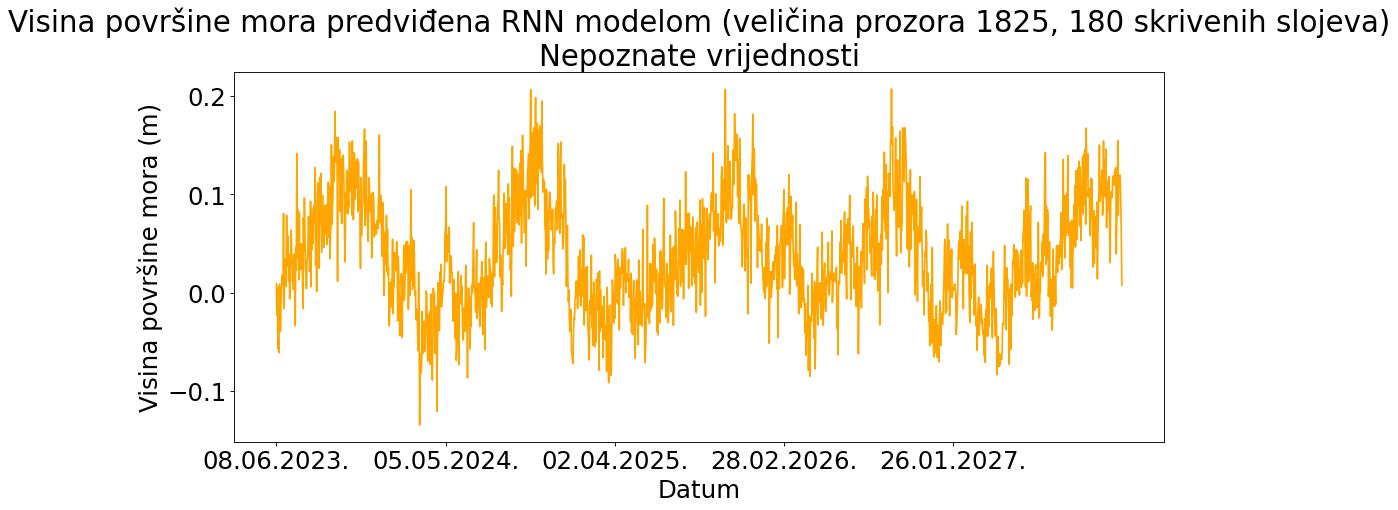 Visina površine mora predviđena RNN modelom (veličina prozora 1825, 180 skrivenih slojeva)
Nepoznate vrijednosti
Visina površine mora (m)
0.2
0.1
0.0
−0.1
08.06.2023. 05.05.2024. 02.04.2025. 28.02.2026. 26.01.2027.
Datum